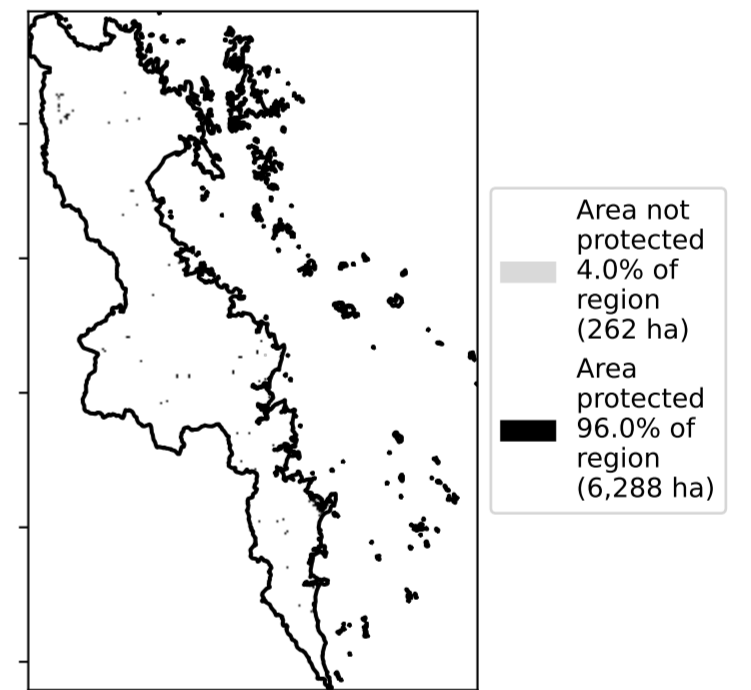 Area not
protected
4.0% of
region
(262 ha)
Area
protected
96.0% of
region
(6,288 ha)